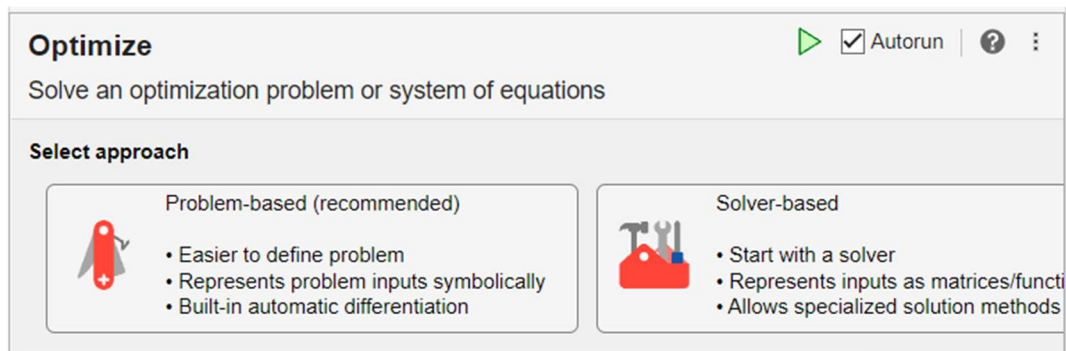 Optimize
Autorun
Solve an optimization problem or system of equations
Select approach
Problem-based (recommended)
• Easier to define problem
• Represents problem inputs symbolically
• Built-in automatic differentiation
Solver-based
• Start with a solver
• Represents inputs as matrices/functi
• Allows specialized solution methods